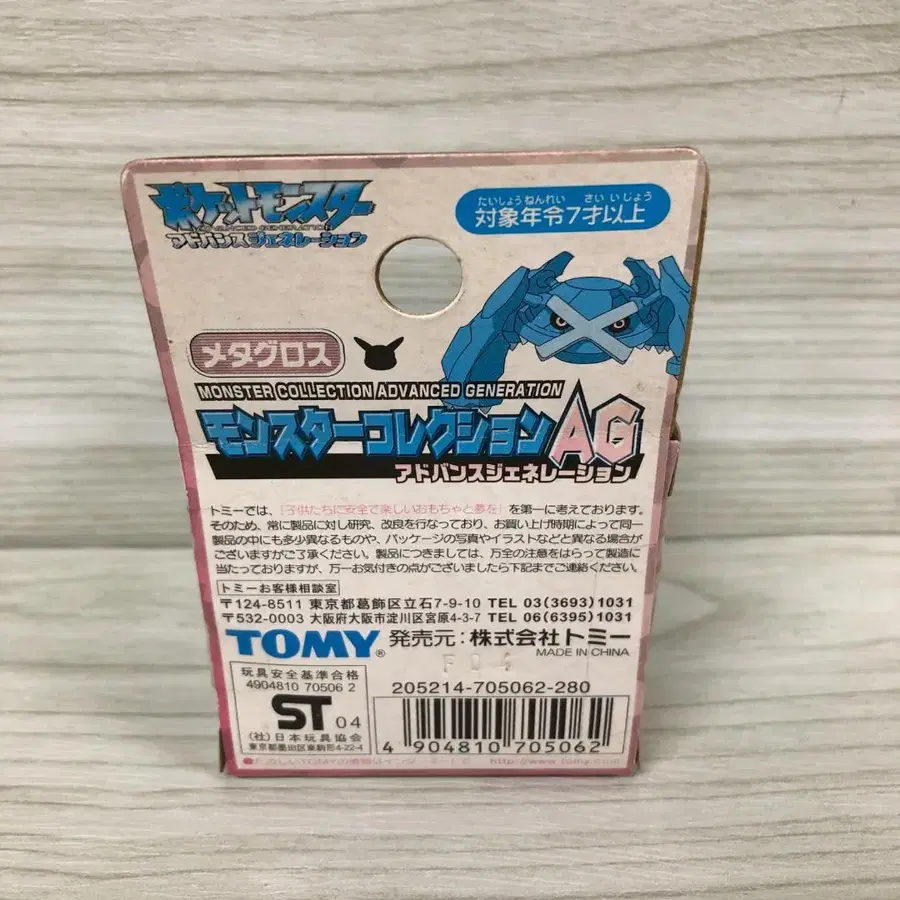 ポケットモンスター
アドバンスジェネレーション
たいしょうねんれい さいいじょう
対象年令7才以上
メタグロス
MONSTER COLLECTION ADVANCED GENERATION
モンスターコレクションAG
アドバンスジェネレーション
トミーでは、「子供たちに安全で楽しいおもちゃと夢を」を第一に考えております。
そのため、常に製品に対し研究、改良を行なっており、お買い上げ時期によって同一
製品の中にも多少異なるものや、パッケージの写真やイラストなどと異なる場合が
ございますがご了承ください。製品につきましては、万全の注意をはらって製造に
当たっておりますが、万一お気付きの点がございましたら下記までご連絡ください。
トミーお客様相談室
〒124-8511 東京都葛飾区立石7-9-10 TEL 03(3693)1031
〒532-0003 大阪府大阪市淀川区宮原4-3-7 TEL 06(6395)1031
TOMY® 発売元:株式会社トミー
MADE IN CHINA
玩具安全基準合格
4904810 70506 2
ST 04
(社)日本玩具協会
東京都墨田区東駒形4-22-4
205214-705062-280
4 904810 705062
http://www.tomy.com